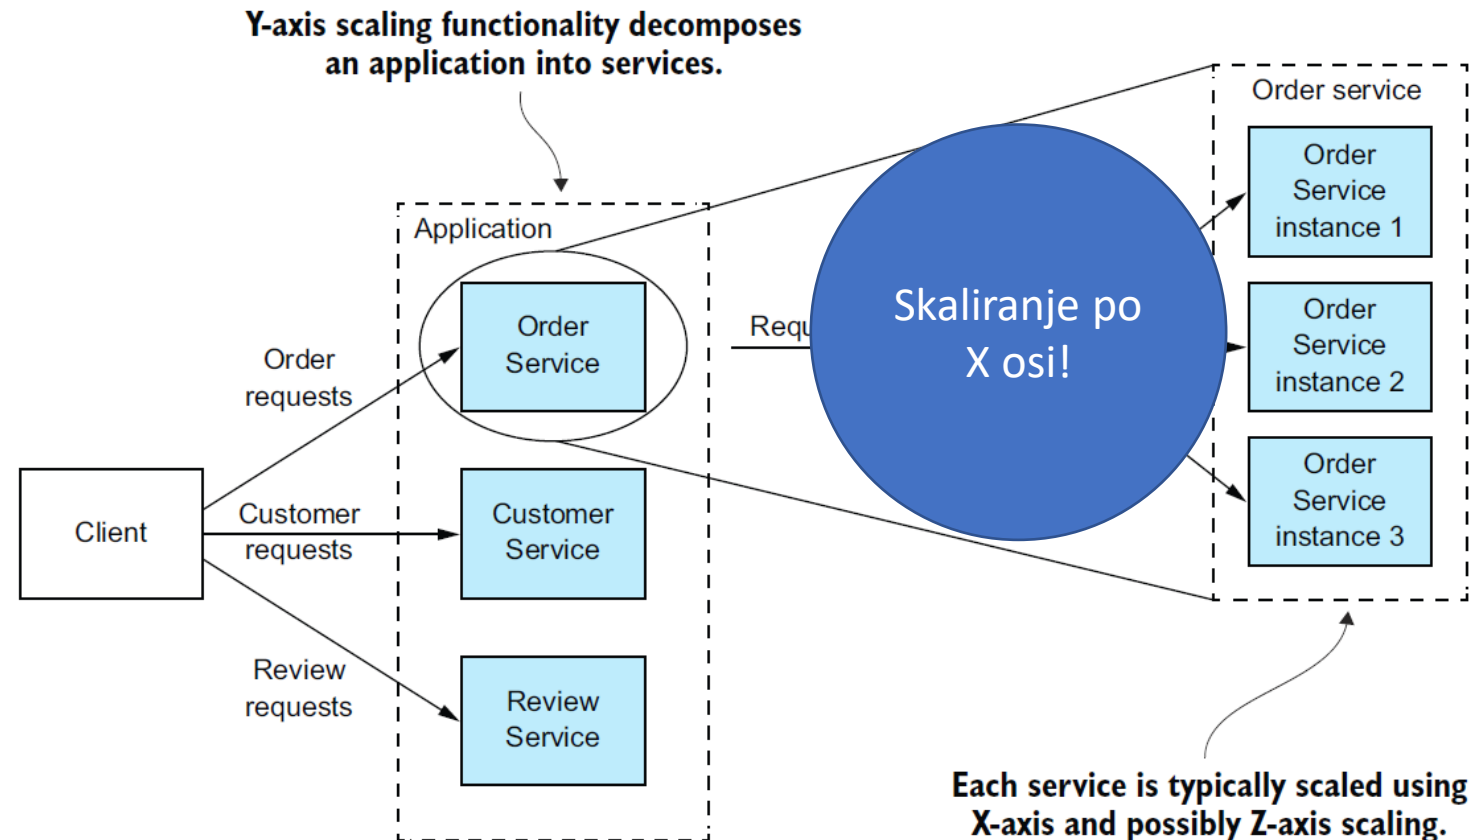 Y-axis scaling functionality decomposes
an application into services.
Application
Order
Service
Order
requests
Client
Customer
requests
Customer
Service
Review
requests
Review
Service
Skaliranje po
X osi!
Order service
Order
Service
instance 1
Order
Service
instance 2
Order
Service
instance 3
Each service is typically scaled using
X-axis and possibly Z-axis scaling.